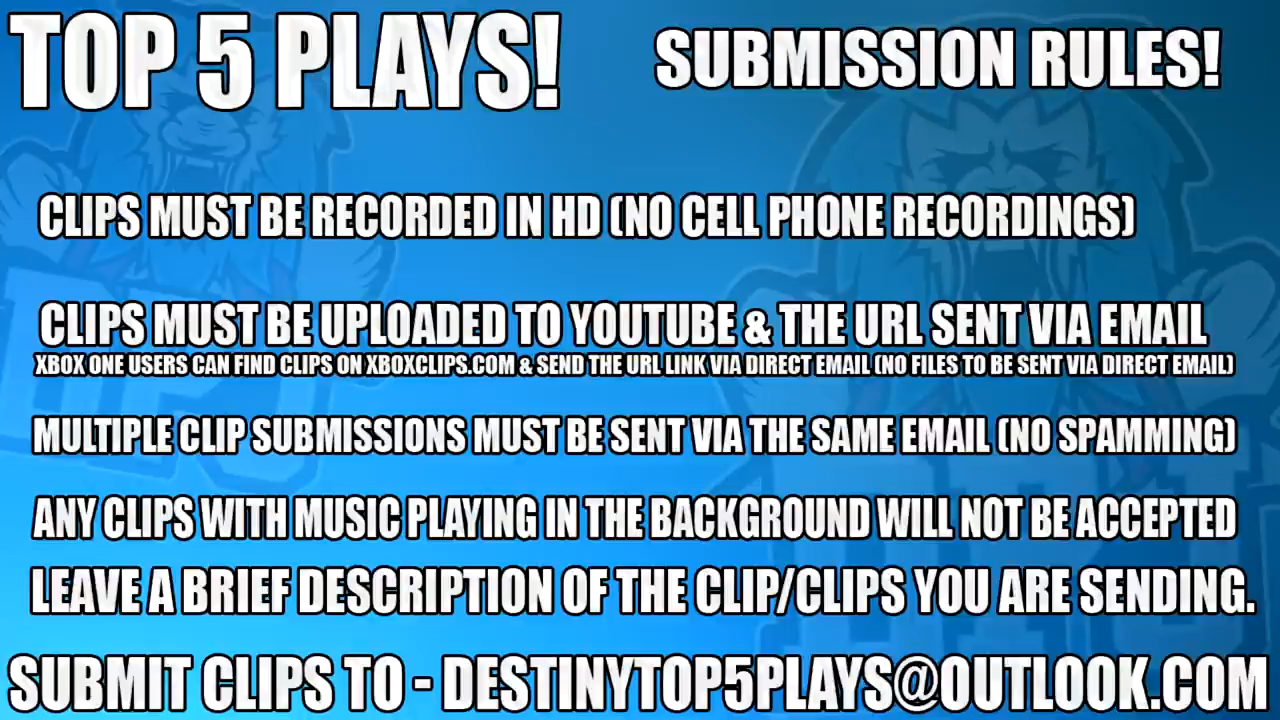 TOP 5 PLAYS!
SUBMISSION RULES!
CLIPS MUST BE RECORDED IN HD (NO CELL PHONE RECORDINGS)
CLIPS MUST BE UPLOADED TO YOUTUBE & THE URL SENT VIA EMAIL
XBOX ONE USERS CAN FIND CLIPS ON XBOXCLIPS.COM & SEND THE URL LINK VIA DIRECT EMAIL (NO FILES TO BE SENT VIA DIRECT EMAIL)
MULTIPLE CLIP SUBMISSIONS MUST BE SENT VIA THE SAME EMAIL (NO SPAMMING)
ANY CLIPS WITH MUSIC PLAYING IN THE BACKGROUND WILL NOT BE ACCEPTED
LEAVE A BRIEF DESCRIPTION OF THE CLIP/CLIPS YOU ARE SENDING.
SUBMIT CLIPS TO - DESTINYTOP5PLAYS@OUTLOOK.COM